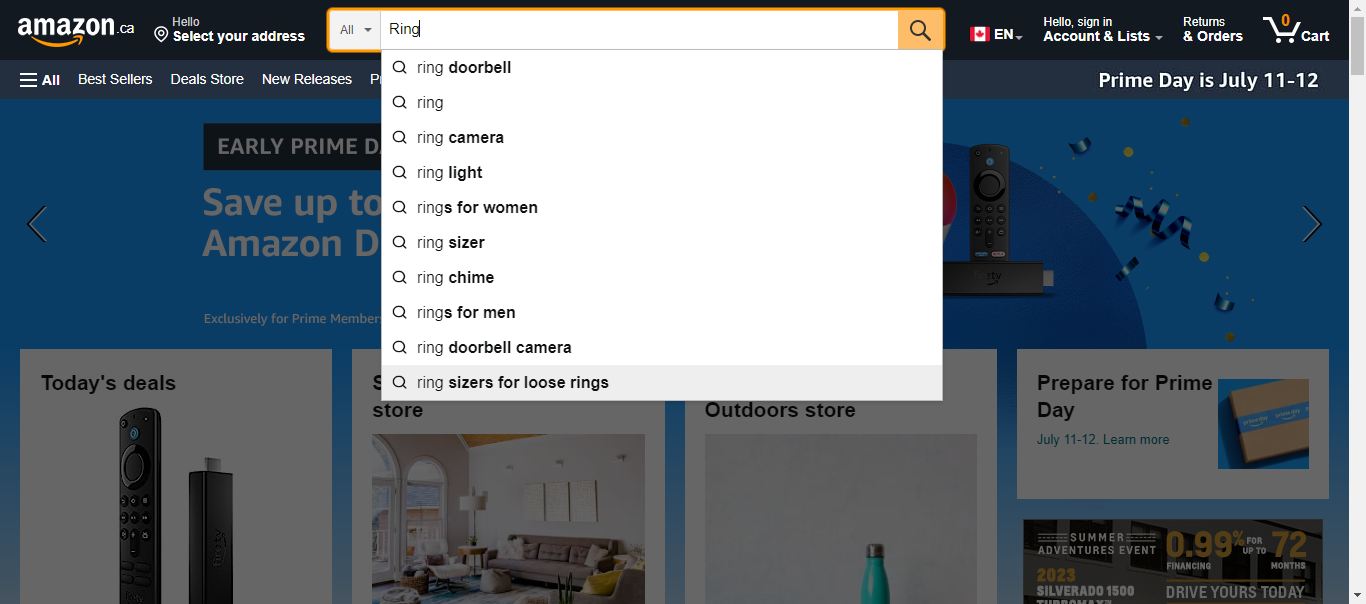 amazon.ca
Hello
Select your address
All
Ring
EN
Hello, sign in
Account & Lists
Returns
& Orders
0
Cart
All
Best Sellers
Deals Store
New Releases
Prime Day is July 11-12
ring doorbell
ring
ring camera
ring light
rings for women
ring sizer
ring chime
rings for men
ring doorbell camera
ring sizers for loose rings
EARLY PRIME
Save up to
Amazon
Exclusively for Prime
Today's deals
store
Outdoors store
Prepare for Prime
Day
July 11-12. Learn more
prime day
fire tv
SUMMER
ADVENTURES EVENT
0.99%
FINANCING
FOR
UP TO
72
MONTHS
2023
SILVERADO 1500
DRIVE YOURS TODAY